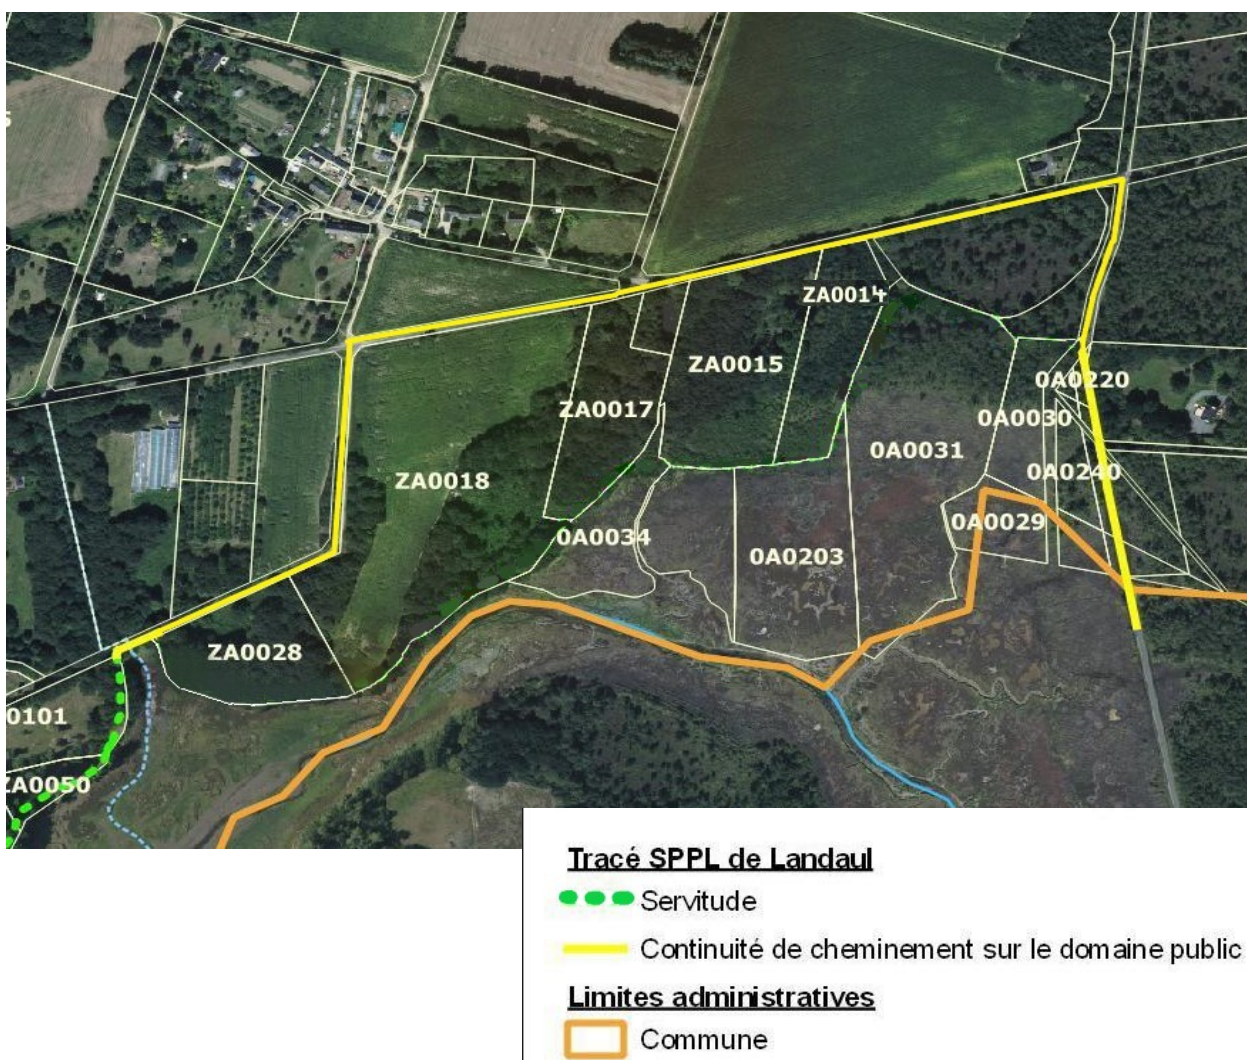 ZA0014
ZA0015
0A0220
ZA0017
0A0030
0A0031
ZA0018
0A0240
0A0029
0A0034
0A0203
ZA0028
0101
ZA0050
Tracé SPPL de Landaul
Servitude
Continuité de cheminement sur le domaine public
Limites administratives
Commune